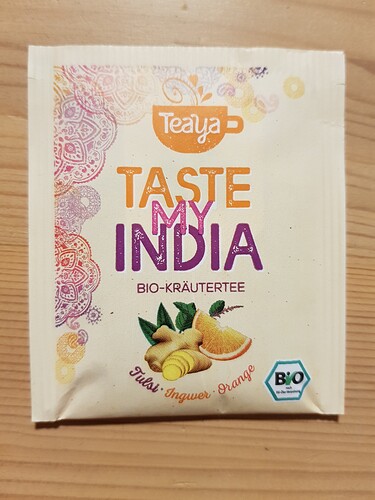 Teaya
TASTE
MY
INDIA
BIO-KRÄUTERTEE
Tulsi · Ingwer · Orange
BIO